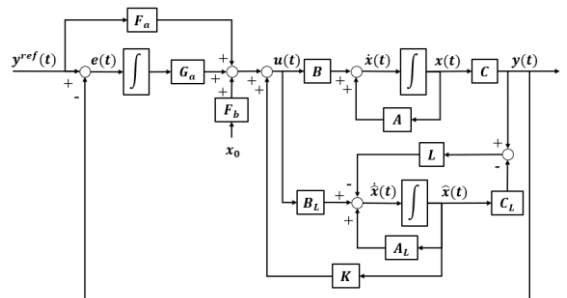 F_a
y^{ref}(t) e(t) ∫ G_a u(t) B ẋ(t) ∫ x(t) C y(t)
+ - + + + + + + + +
F_b A
x_0 L + -
- + + x̂̇(t) ∫ x̂(t)
B_L C_L
A_L
K